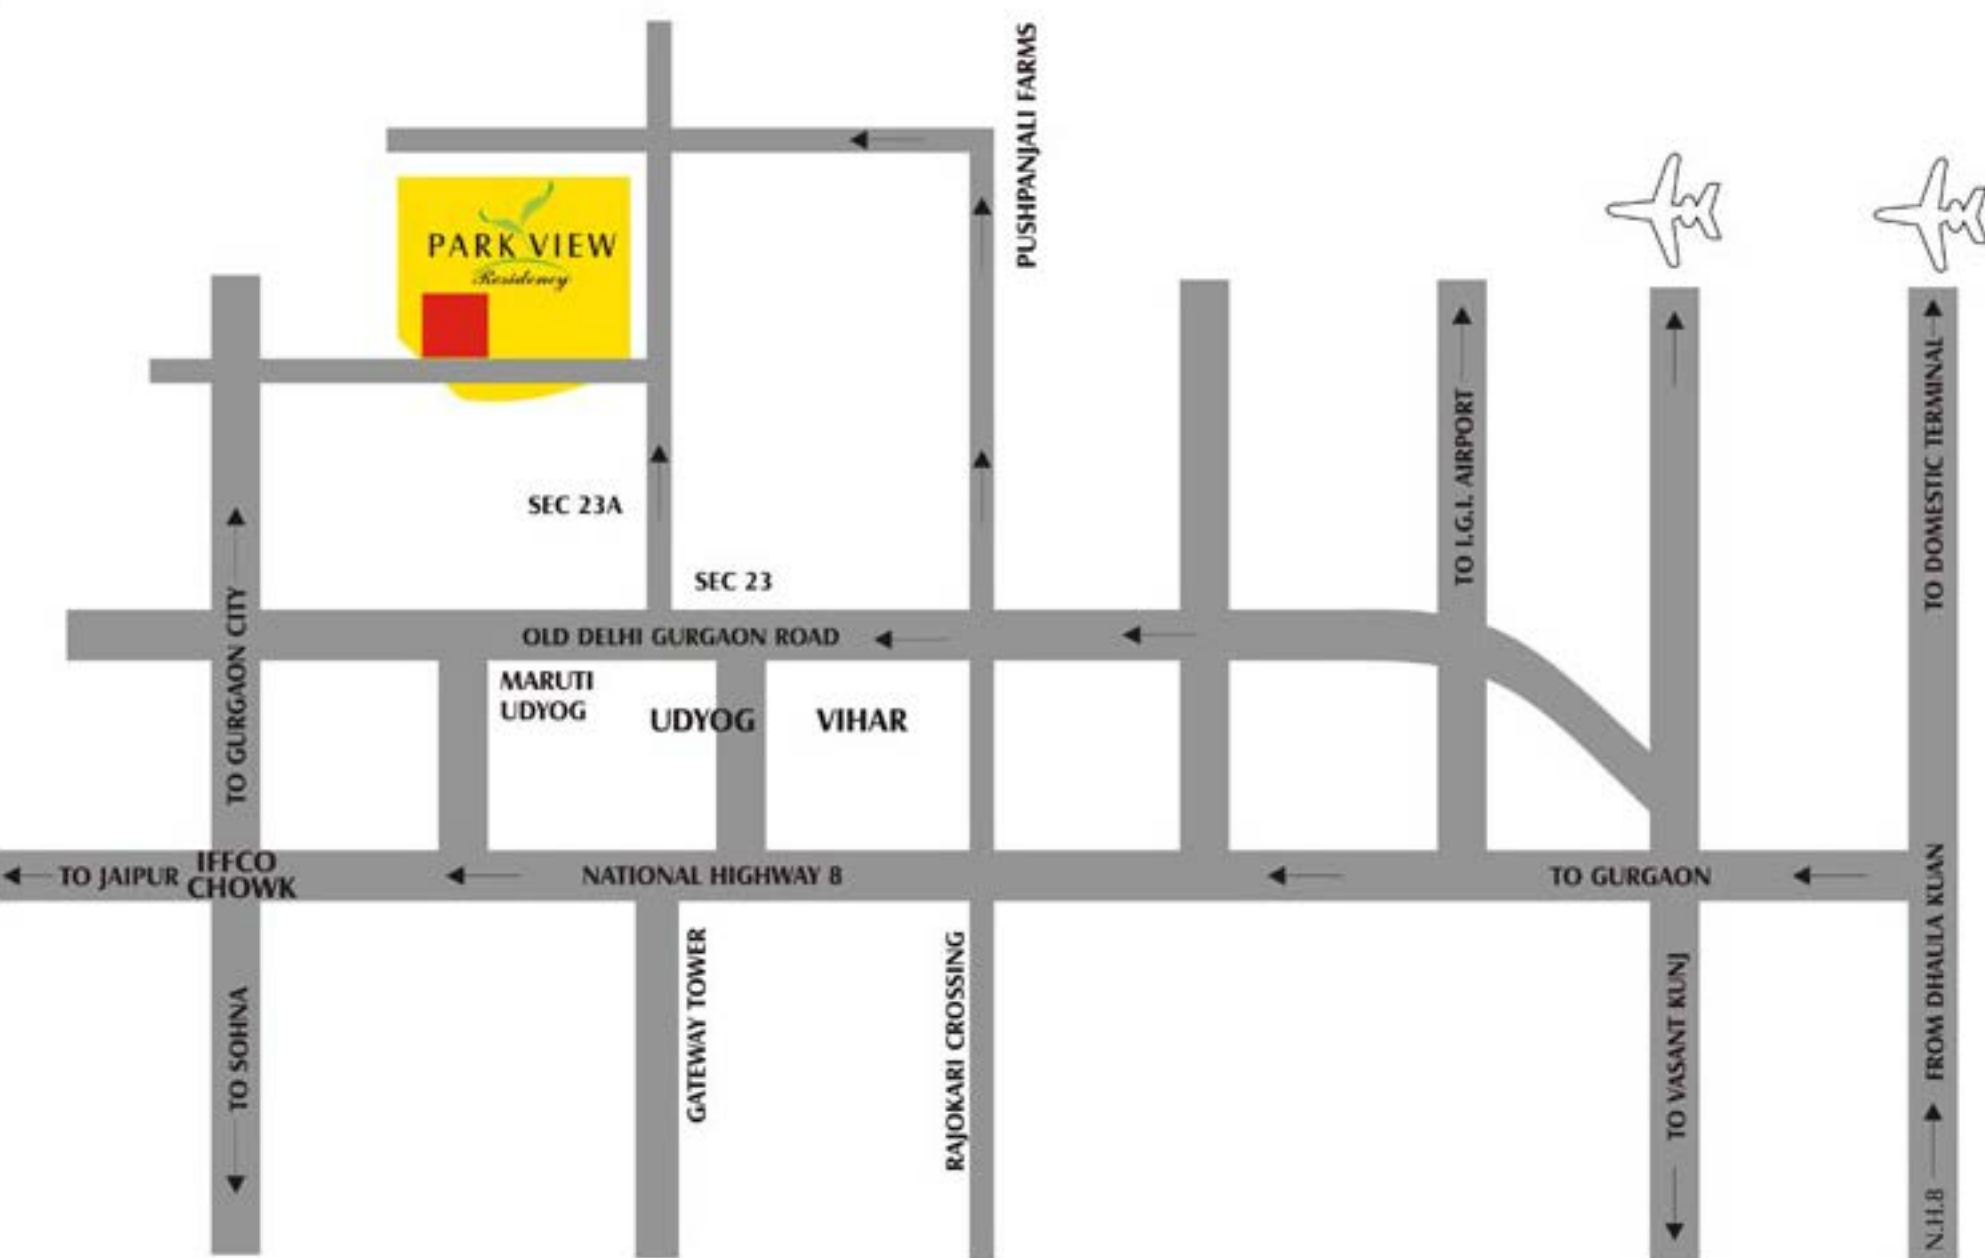 PUSHPANJALI FARMS
PARK VIEW
Residency
SEC 23A
SEC 23
TO I.G.I. AIRPORT
TO DOMESTIC TERMINAL
TO GURGAON CITY
OLD DELHI GURGAON ROAD
MARUTI
UDYOG
UDYOG VIHAR
TO JAIPUR
IFFCO
CHOWK
NATIONAL HIGHWAY 8
TO GURGAON
TO SOHNA
GATEWAY TOWER
RAJOKARI CROSSING
TO VASANT KUNJ
N.H.8
FROM DHAULA KUAN